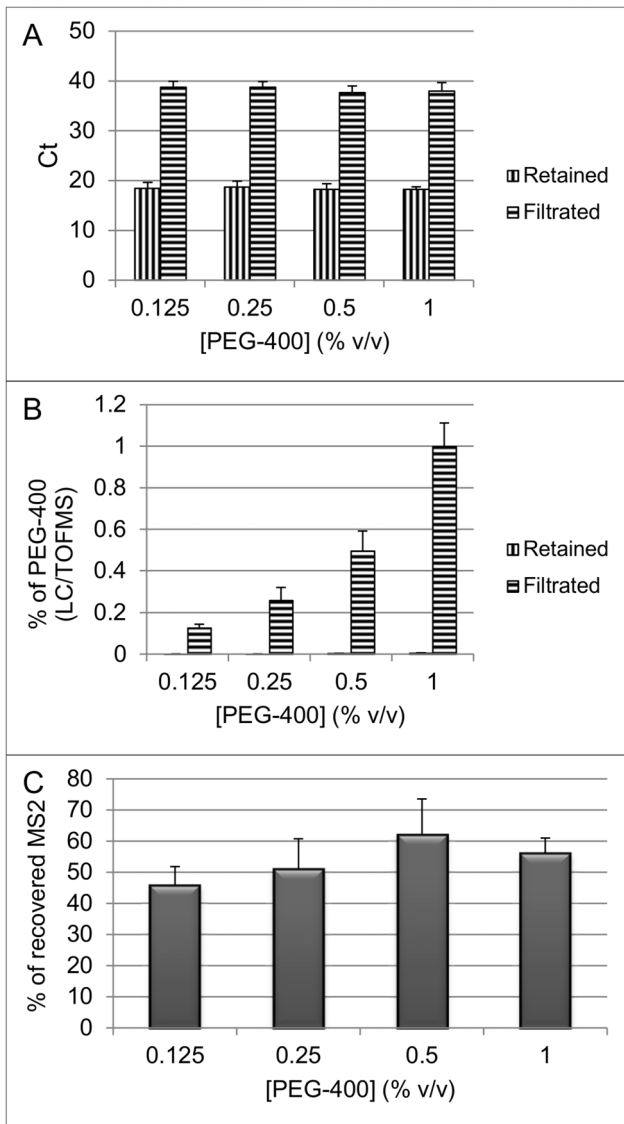 A
50
40
30
20
10
0
Ct
0.125 0.25 0.5 1
[PEG-400] (% v/v)
Retained
Filtrated
B
1.2
1
0.8
0.6
0.4
0.2
0
% of PEG-400
(LC/TOFMS)
0.125 0.25 0.5 1
[PEG-400] (% v/v)
Retained
Filtrated
C
80
70
60
50
40
30
20
10
0
% of recovered MS2
0.125 0.25 0.5 1
[PEG-400] (% v/v)